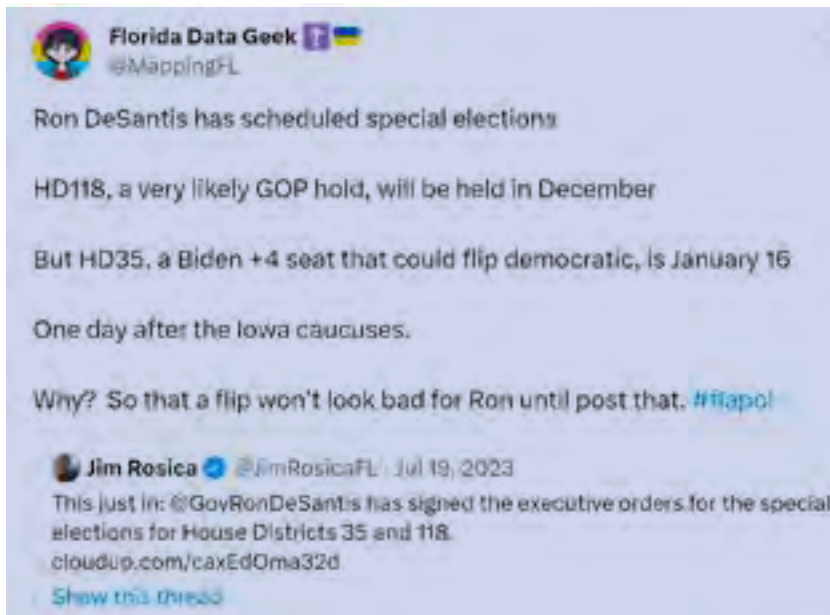 Florida Data Geek
@MappingFL
Ron DeSantis has scheduled special elections
HD118, a very likely GOP hold, will be held in December
But HD35, a Biden +4 seat that could flip democratic, is January 16
One day after the Iowa caucuses.
Why? So that a flip won't look bad for Ron until post that. #flapol
Jim Rosica @JimRosicaFL · Jul 19, 2023
This just in: @GovRonDeSantis has signed the executive orders for the special
elections for House Districts 35 and 118.
cloudup.com/caxEdOma32d
Show this thread